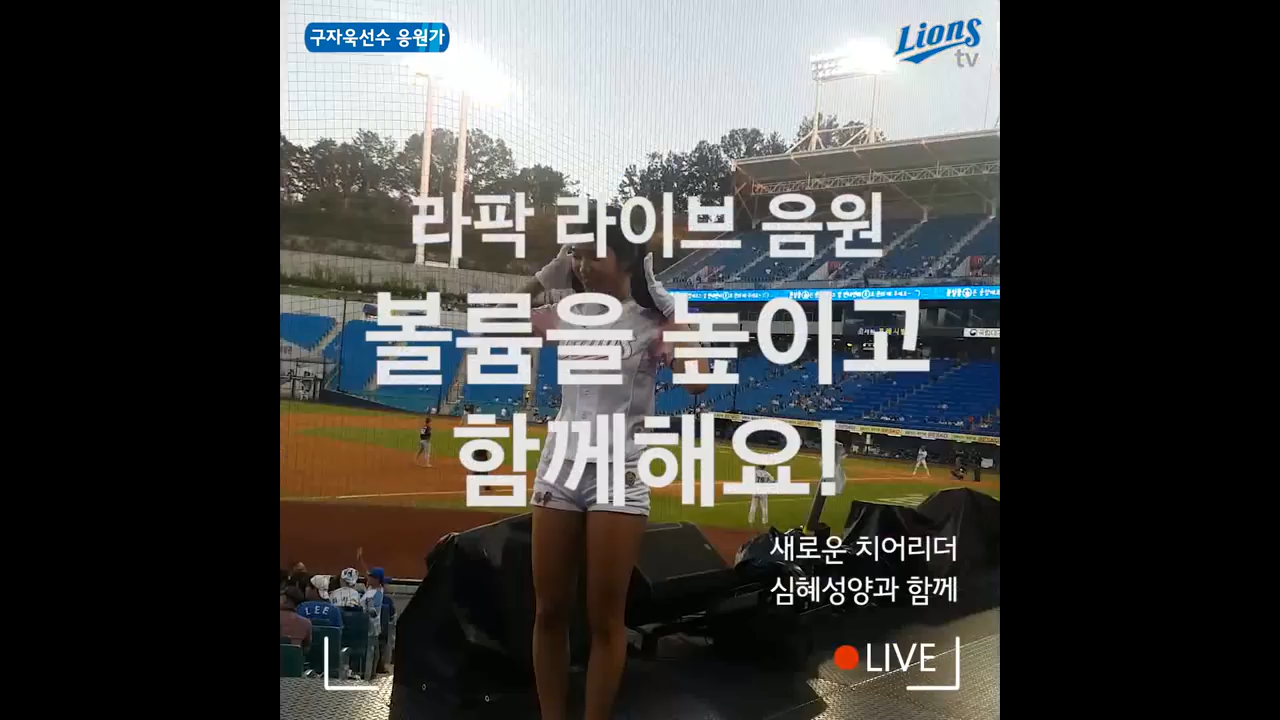 구자욱선수 응원가
Lions
tv
라팍 라이브 음원
볼륨을 높이고
함께해요!
새로운 치어리더
심혜성양과 함께
LEE
LIVE